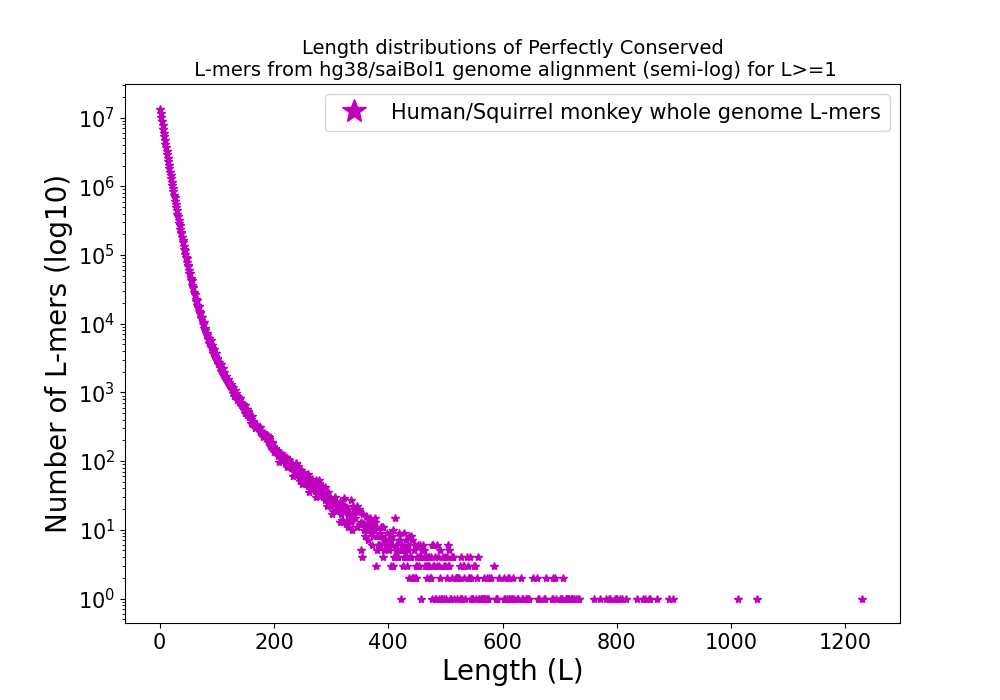 Length distributions of Perfectly Conserved
L-mers from hg38/saiBol1 genome alignment (semi-log) for L>=1
Human/Squirrel monkey whole genome L-mers
Number of L-mers (log10)
10^7
10^6
10^5
10^4
10^3
10^2
10^1
10^0
0 200 400 600 800 1000 1200
Length (L)